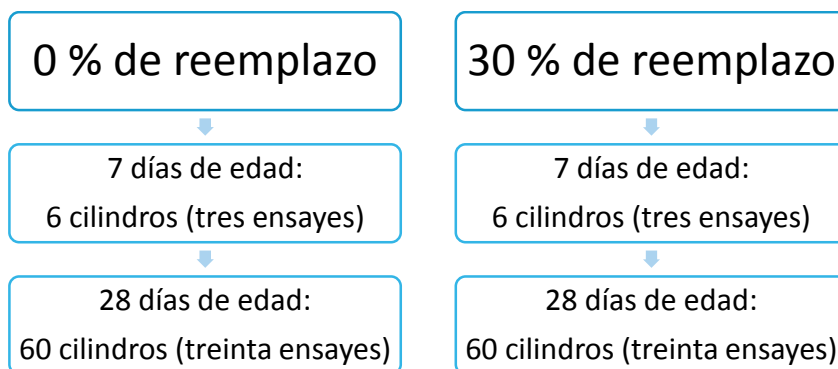 0 % de reemplazo
7 días de edad:
6 cilindros (tres ensayes)
28 días de edad:
60 cilindros (treinta ensayes)
30 % de reemplazo
7 días de edad:
6 cilindros (tres ensayes)
28 días de edad:
60 cilindros (treinta ensayes)